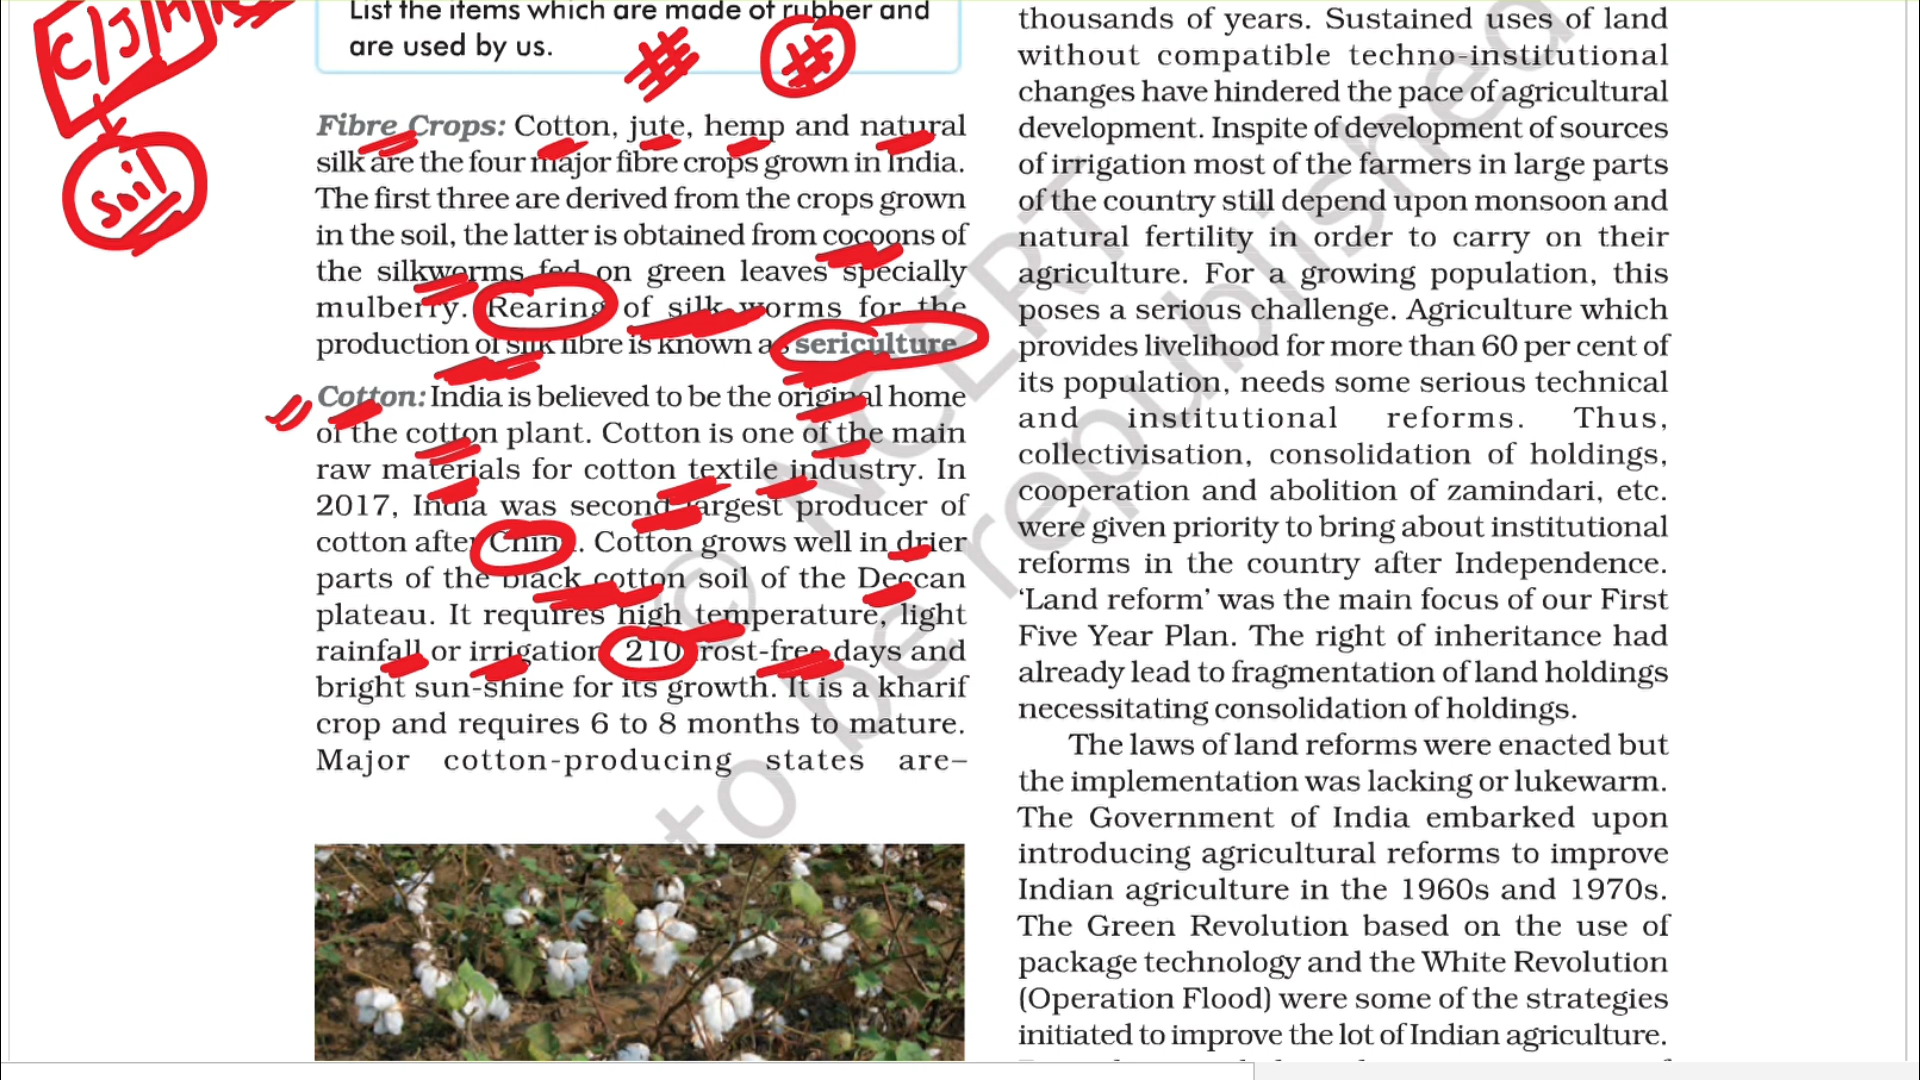 C/J/H/
Soil
List the items which are made of rubber and
are used by us.
# #
Fibre Crops: Cotton, jute, hemp and natural
silk are the four major fibre crops grown in India.
The first three are derived from the crops grown
in the soil, the latter is obtained from cocoons of
the silkworms fed on green leaves specially
mulberry. Rearing of silk worms for the
production of silk fibre is known as sericulture.
Cotton: India is believed to be the original home
of the cotton plant. Cotton is one of the main
raw materials for cotton textile industry. In
2017, India was second largest producer of
cotton after China. Cotton grows well in drier
parts of the black cotton soil of the Deccan
plateau. It requires high temperature, light
rainfall or irrigation, 210 frost-free days and
bright sun-shine for its growth. It is a kharif
crop and requires 6 to 8 months to mature.
Major cotton-producing states are–
thousands of years. Sustained uses of land
without compatible techno-institutional
changes have hindered the pace of agricultural
development. Inspite of development of sources
of irrigation most of the farmers in large parts
of the country still depend upon monsoon and
natural fertility in order to carry on their
agriculture. For a growing population, this
poses a serious challenge. Agriculture which
provides livelihood for more than 60 per cent of
its population, needs some serious technical
and institutional reforms. Thus,
collectivisation, consolidation of holdings,
cooperation and abolition of zamindari, etc.
were given priority to bring about institutional
reforms in the country after Independence.
‘Land reform’ was the main focus of our First
Five Year Plan. The right of inheritance had
already lead to fragmentation of land holdings
necessitating consolidation of holdings.
The laws of land reforms were enacted but
the implementation was lacking or lukewarm.
The Government of India embarked upon
introducing agricultural reforms to improve
Indian agriculture in the 1960s and 1970s.
The Green Revolution based on the use of
package technology and the White Revolution
(Operation Flood) were some of the strategies
initiated to improve the lot of Indian agriculture.
© NCERT
to be republished